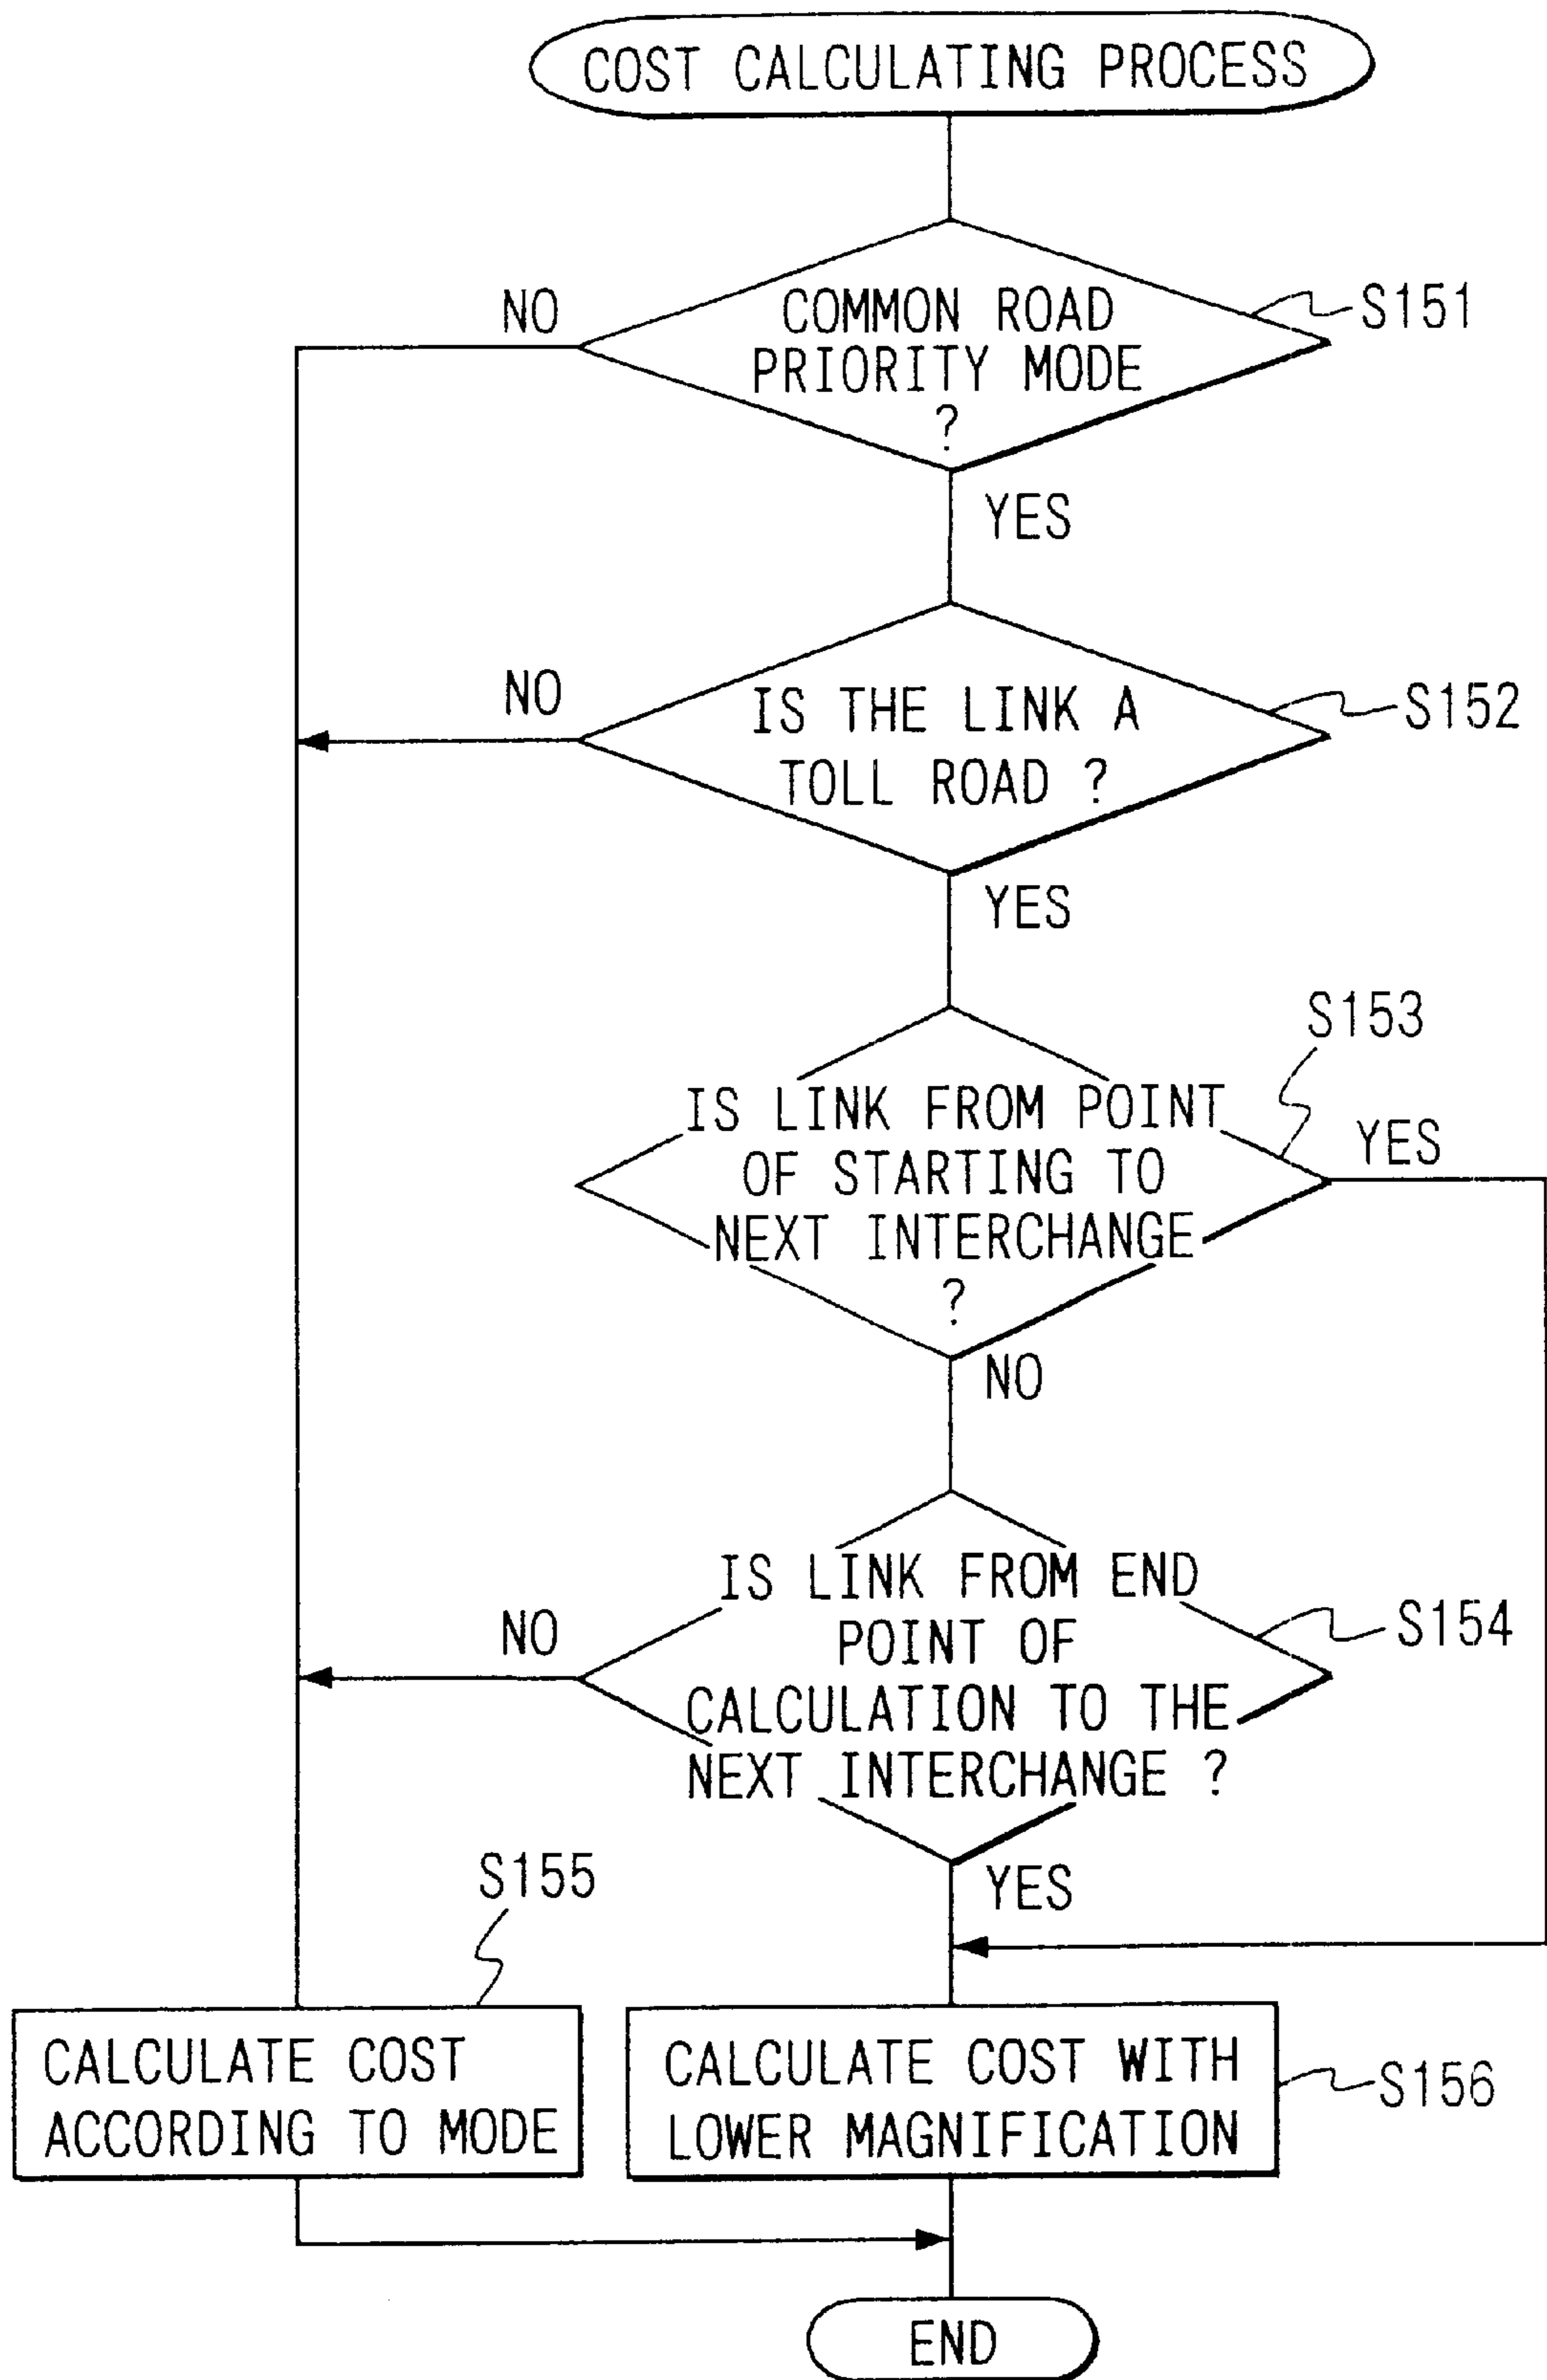 COST CALCULATING PROCESS
NO
COMMON ROAD
PRIORITY MODE
?
S151
YES
NO
IS THE LINK A
TOLL ROAD ?
S152
YES
S153
IS LINK FROM POINT
OF STARTING TO
NEXT INTERCHANGE
?
YES
NO
IS LINK FROM END
POINT OF
CALCULATION TO THE
NEXT INTERCHANGE ?
NO
S154
YES
S155
CALCULATE COST
ACCORDING TO MODE
CALCULATE COST WITH
LOWER MAGNIFICATION
S156
END